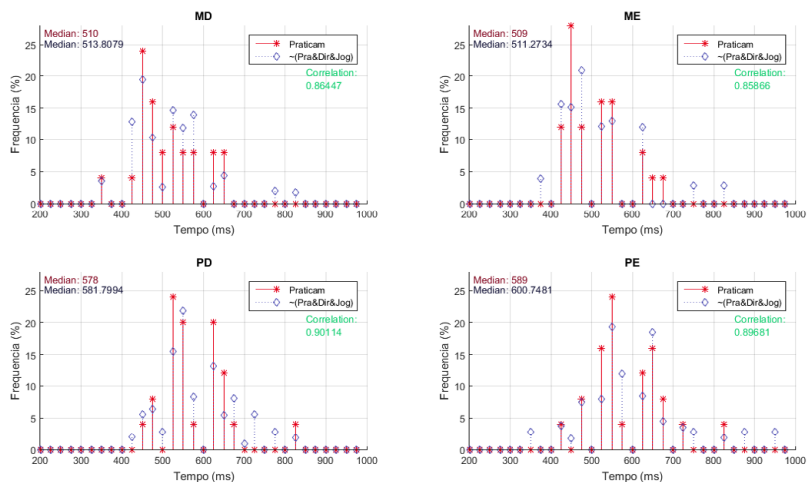 MD
Median: 510
Median: 513.8079
Praticam
~(Pra&Dir&Jog)
Correlation:
0.86447
Frequencia (%)
25
20
15
10
5
0
200 300 400 500 600 700 800 900 1000
Tempo (ms)
ME
Median: 509
Median: 511.2734
Praticam
~(Pra&Dir&Jog)
Correlation:
0.85866
Frequencia (%)
25
20
15
10
5
0
200 300 400 500 600 700 800 900 1000
Tempo (ms)
PD
Median: 578
Median: 581.7994
Praticam
~(Pra&Dir&Jog)
Correlation:
0.90114
Frequencia (%)
25
20
15
10
5
0
200 300 400 500 600 700 800 900 1000
Tempo (ms)
PE
Median: 589
Median: 600.7481
Praticam
~(Pra&Dir&Jog)
Correlation:
0.89681
Frequencia (%)
25
20
15
10
5
0
200 300 400 500 600 700 800 900 1000
Tempo (ms)